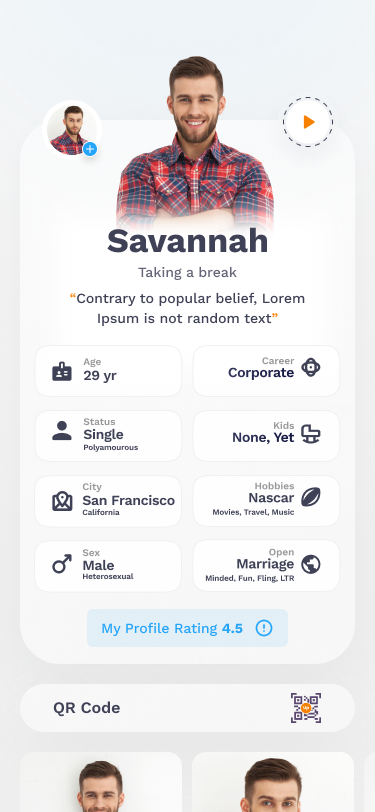 Savannah
Taking a break
“Contrary to popular belief, Lorem
Ipsum is not random text”
Age
29 yr
Career
Corporate
Status
Single
Polyamourous
Kids
None, Yet
City
San Francisco
California
Hobbies
Nascar
Movies, Travel, Music
Sex
Male
Heterosexual
Open
Marriage
Minded, Fun, Fling, LTR
My Profile Rating 4.5
QR Code